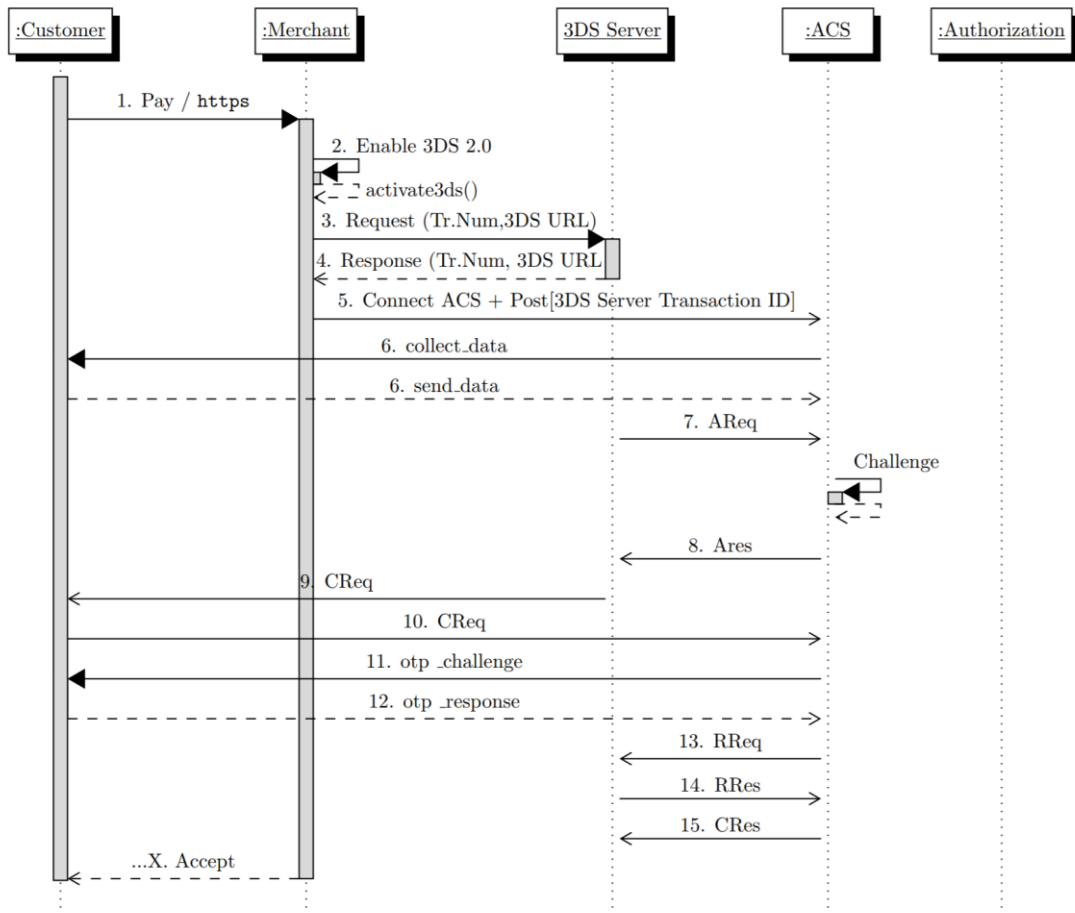 :Customer
:Merchant
3DS Server
:ACS
:Authorization
1. Pay / https
2. Enable 3DS 2.0
activate3ds()
3. Request (Tr.Num,3DS URL)
4. Response (Tr.Num, 3DS URL
5. Connect ACS + Post[3DS Server Transaction ID]
6. collect_data
6. send_data
7. AReq
Challenge
8. Ares
9. CReq
10. CReq
11. otp _challenge
12. otp _response
13. RReq
14. RRes
15. CRes
...X. Accept